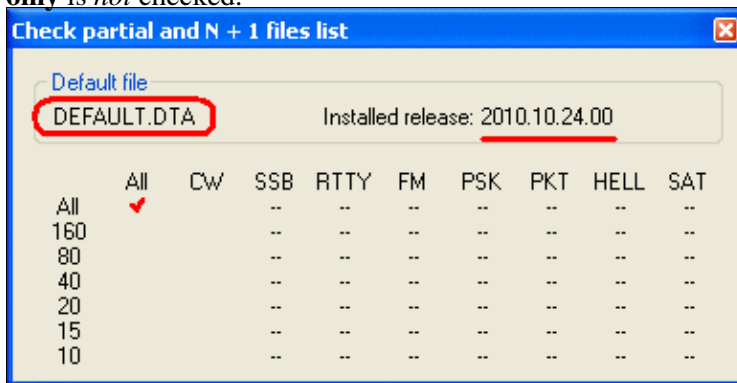 only is not checked.
Check partial and N + 1 files list
Default file
DEFAULT.DTA Installed release: 2010.10.24.00
All CW SSB RTTY FM PSK PKT HELL SAT
All -- -- -- -- -- -- --
160 -- -- -- -- -- -- --
80 -- -- -- -- -- -- --
40 -- -- -- -- -- -- --
20 -- -- -- -- -- -- --
15 -- -- -- -- -- -- --
10 -- -- -- -- -- -- --